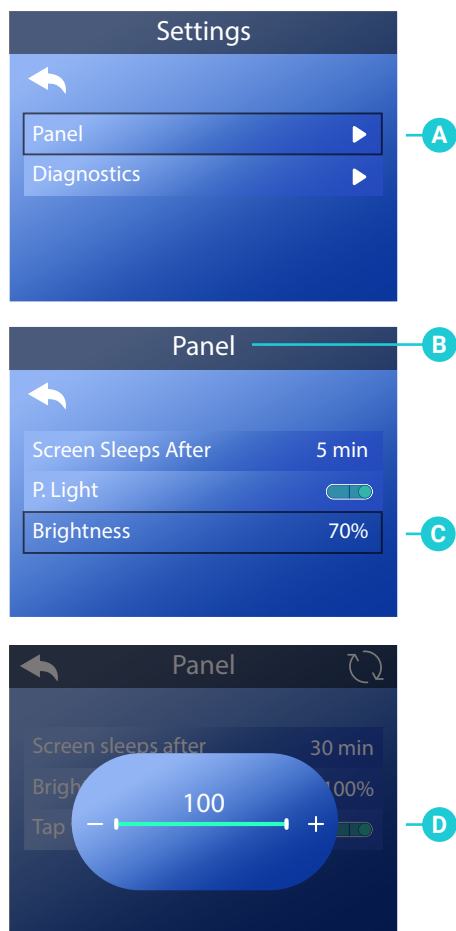 Settings
Panel
A
Diagnostics
Panel
B
Screen Sleeps After 5 min
P. Light
Brightness 70%
C
Panel
Screen sleeps after 30 min
Brigh 100%
100
Tap
− +
D